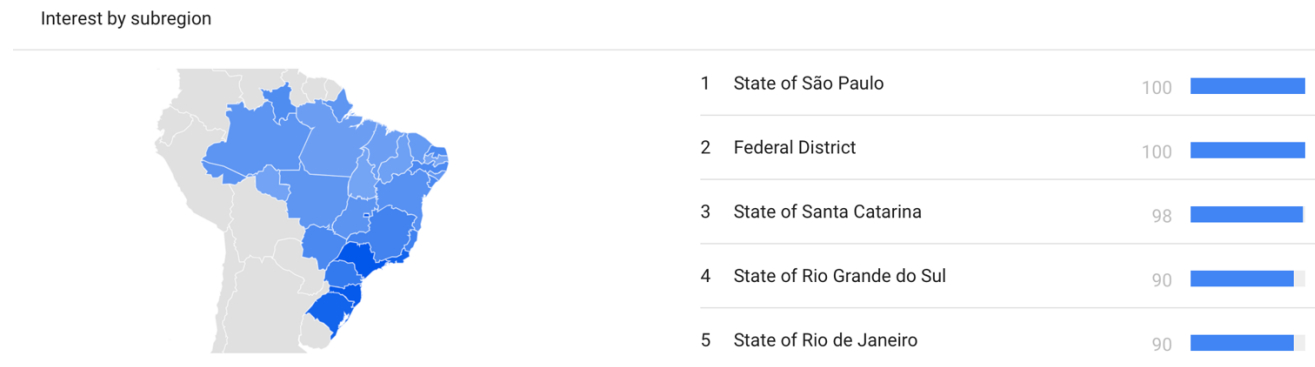 Interest by subregion
1 State of São Paulo 100
2 Federal District 100
3 State of Santa Catarina 98
4 State of Rio Grande do Sul 90
5 State of Rio de Janeiro 90